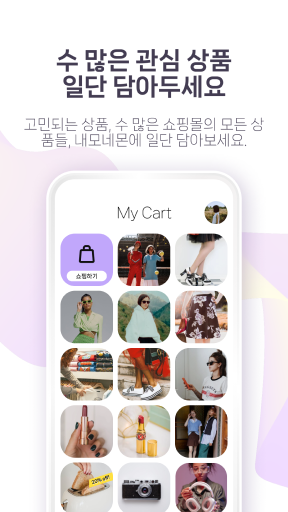 수 많은 관심 상품
일단 담아두세요
고민되는 상품, 수 많은 쇼핑몰의 모든 상
품들, 내모네몬에 일단 담아보세요.
My Cart
쇼핑하기
20% off!